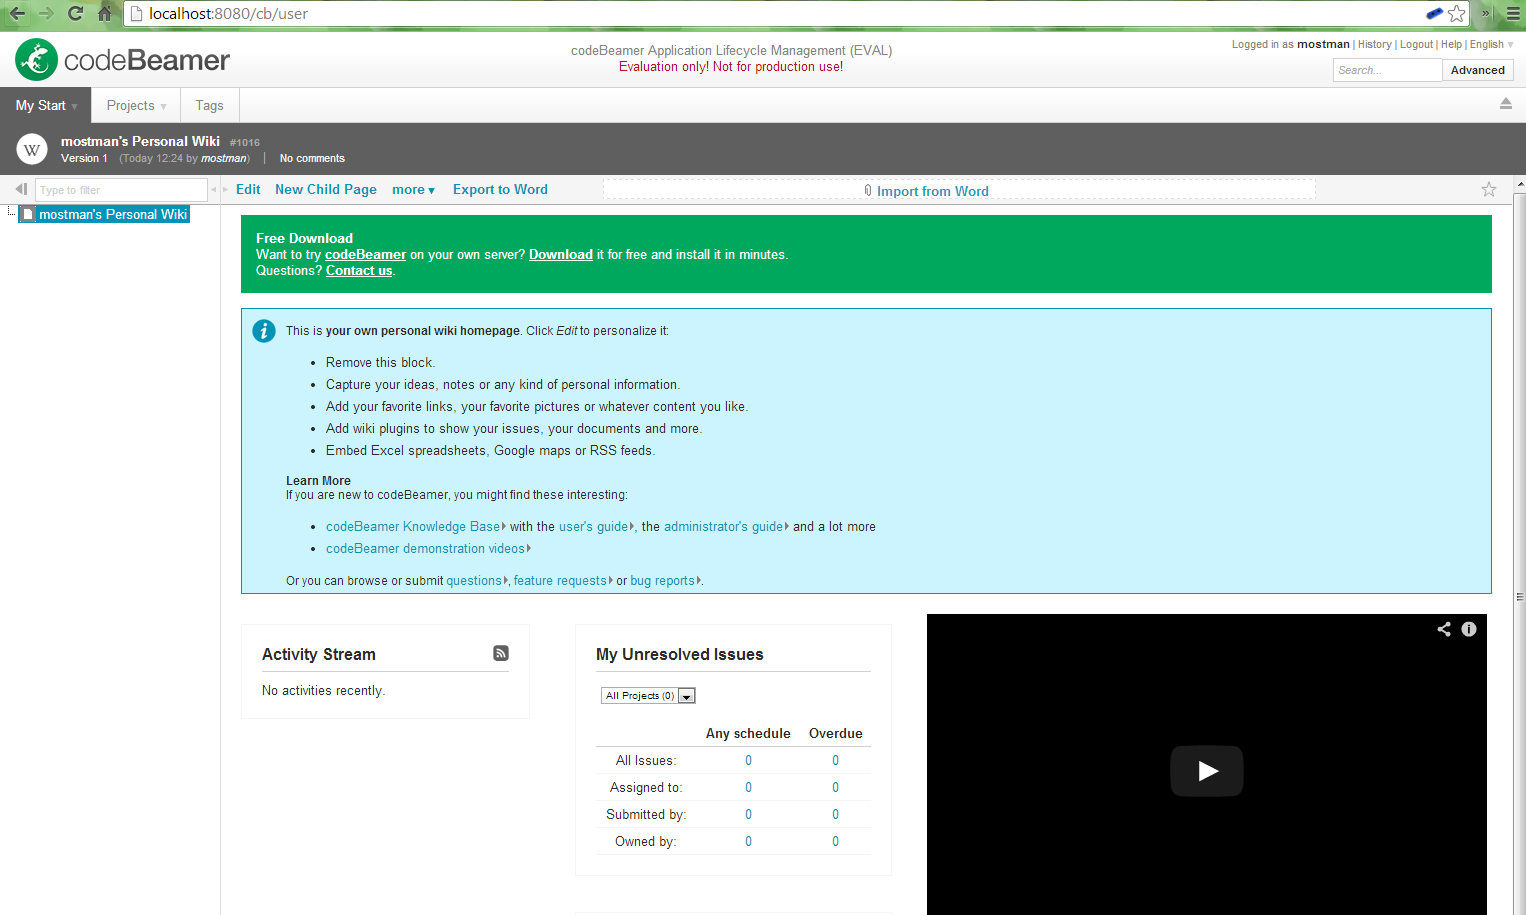 localhost:8080/cb/user
codeBeamer
codeBeamer Application Lifecycle Management (EVAL)
Evaluation only! Not for production use!
Logged in as mostman | History | Logout | Help | English
Search...
Advanced
My Start
Projects
Tags
W
mostman's Personal Wiki #1016
Version 1 (Today 12:24 by mostman) | No comments
Type to filter
Edit New Child Page more Export to Word
Import from Word
mostman's Personal Wiki
Free Download
Want to try codeBeamer on your own server? Download it for free and install it in minutes.
Questions? Contact us.
This is your own personal wiki homepage. Click Edit to personalize it:
• Remove this block.
• Capture your ideas, notes or any kind of personal information.
• Add your favorite links, your favorite pictures or whatever content you like.
• Add wiki plugins to show your issues, your documents and more.
• Embed Excel spreadsheets, Google maps or RSS feeds.
Learn More
If you are new to codeBeamer, you might find these interesting:
• codeBeamer Knowledge Base with the user's guide, the administrator's guide and a lot more
• codeBeamer demonstration videos
Or you can browse or submit questions, feature requests or bug reports.
Activity Stream
No activities recently.
My Unresolved Issues
All Projects (0)
Any schedule Overdue
All Issues: 0 0
Assigned to: 0 0
Submitted by: 0 0
Owned by: 0 0